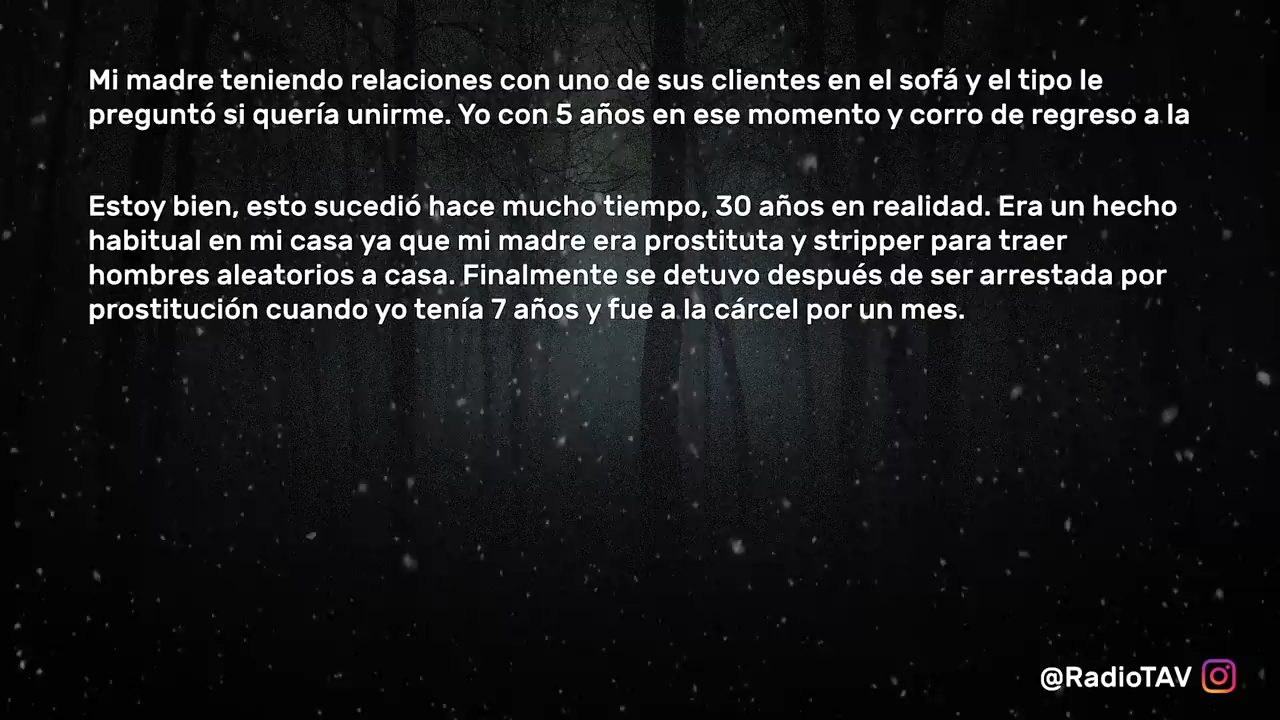 Mi madre teniendo relaciones con uno de sus clientes en el sofá y el tipo le
preguntó si quería unirme. Yo con 5 años en ese momento y corro de regreso a la
Estoy bien, esto sucedió hace mucho tiempo, 30 años en realidad. Era un hecho
habitual en mi casa ya que mi madre era prostituta y stripper para traer
hombres aleatorios a casa. Finalmente se detuvo después de ser arrestada por
prostitución cuando yo tenía 7 años y fue a la cárcel por un mes.
@RadioTAV